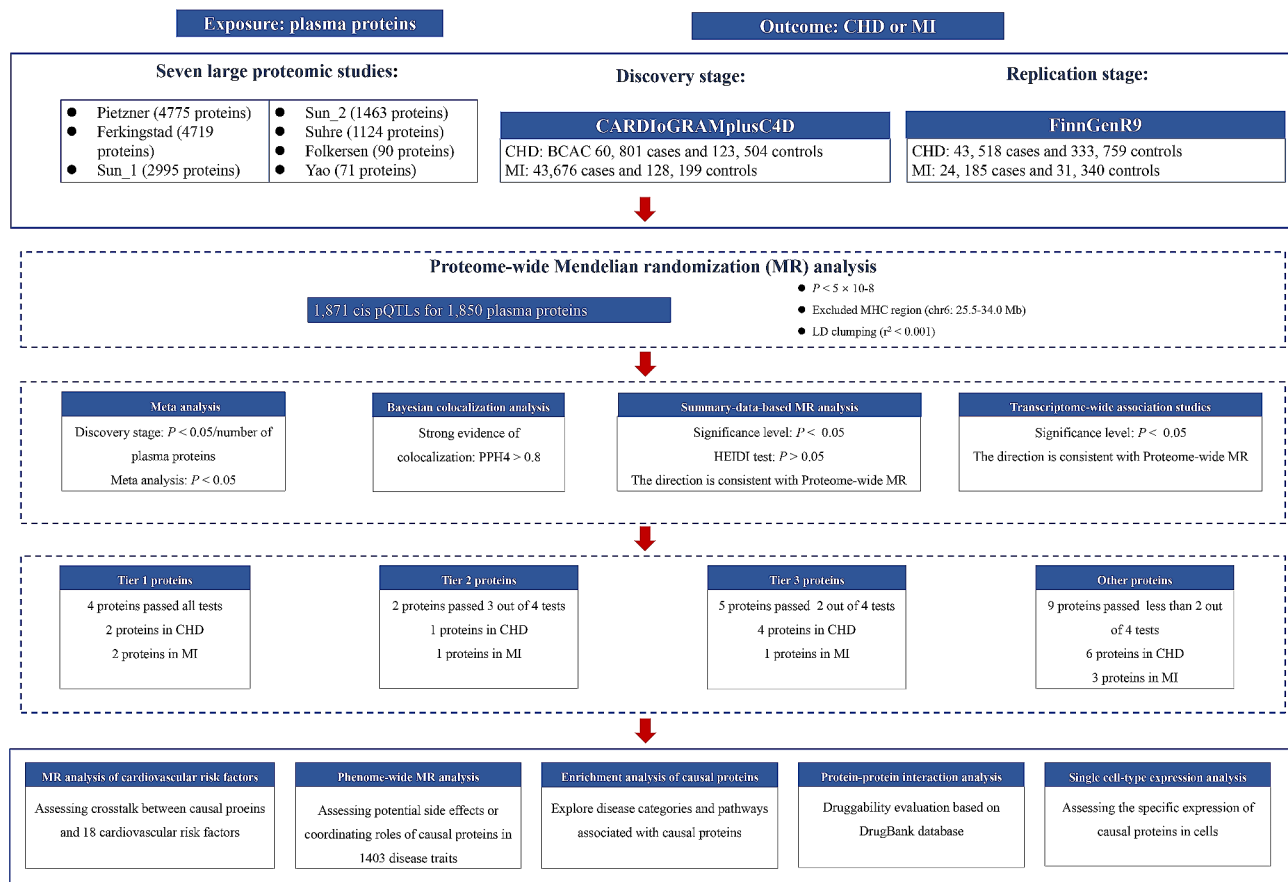 Exposure: plasma proteins
Outcome: CHD or MI
Seven large proteomic studies:
● Pietzner (4775 proteins)
● Ferkingstad (4719
proteins)
● Sun_1 (2995 proteins)
● Sun_2 (1463 proteins)
● Suhre (1124 proteins)
● Folkersen (90 proteins)
● Yao (71 proteins)
Discovery stage:
CARDIoGRAMplusC4D
CHD: BCAC 60, 801 cases and 123, 504 controls
MI: 43,676 cases and 128, 199 controls
Replication stage:
FinnGenR9
CHD: 43, 518 cases and 333, 759 controls
MI: 24, 185 cases and 31, 340 controls
Proteome-wide Mendelian randomization (MR) analysis
1,871 cis pQTLs for 1,850 plasma proteins
● P < 5 × 10-8
● Excluded MHC region (chr6: 25.5-34.0 Mb)
● LD clumping (r² < 0.001)
Meta analysis
Discovery stage: P < 0.05/number of
plasma proteins
Meta analysis: P < 0.05
Bayesian colocalization analysis
Strong evidence of
colocalization: PPH4 > 0.8
Summary-data-based MR analysis
Significance level: P < 0.05
HEIDI test: P > 0.05
The direction is consistent with Proteome-wide MR
Transcriptome-wide association studies
Significance level: P < 0.05
The direction is consistent with Proteome-wide MR
Tier 1 proteins
4 proteins passed all tests
2 proteins in CHD
2 proteins in MI
Tier 2 proteins
2 proteins passed 3 out of 4 tests
1 proteins in CHD
1 proteins in MI
Tier 3 proteins
5 proteins passed 2 out of 4 tests
4 proteins in CHD
1 proteins in MI
Other proteins
9 proteins passed less than 2 out
of 4 tests
6 proteins in CHD
3 proteins in MI
MR analysis of cardiovascular risk factors
Assessing crosstalk between causal proeins
and 18 cardiovascular risk factors
Phenome-wide MR analysis
Assessing potential side effects or
coordinating roles of causal proteins in
1403 disease traits
Enrichment analysis of causal proteins
Explore disease categories and pathways
associated with causal proteins
Protein-protein interaction analysis
Druggability evaluation based on
DrugBank database
Single cell-type expression analysis
Assessing the specific expression of
causal proteins in cells